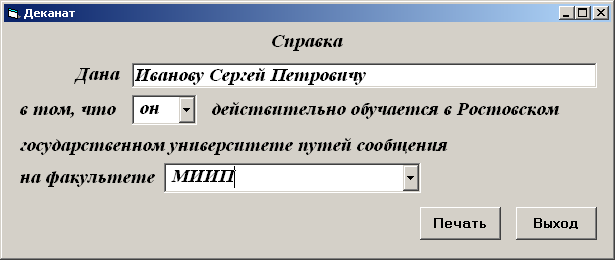 Деканат
Справка
Дана Иванову Сергей Петровичу
в том, что он действительно обучается в Ростовском
государственном университете путей сообщения
на факультете МИИП
Печать Выход